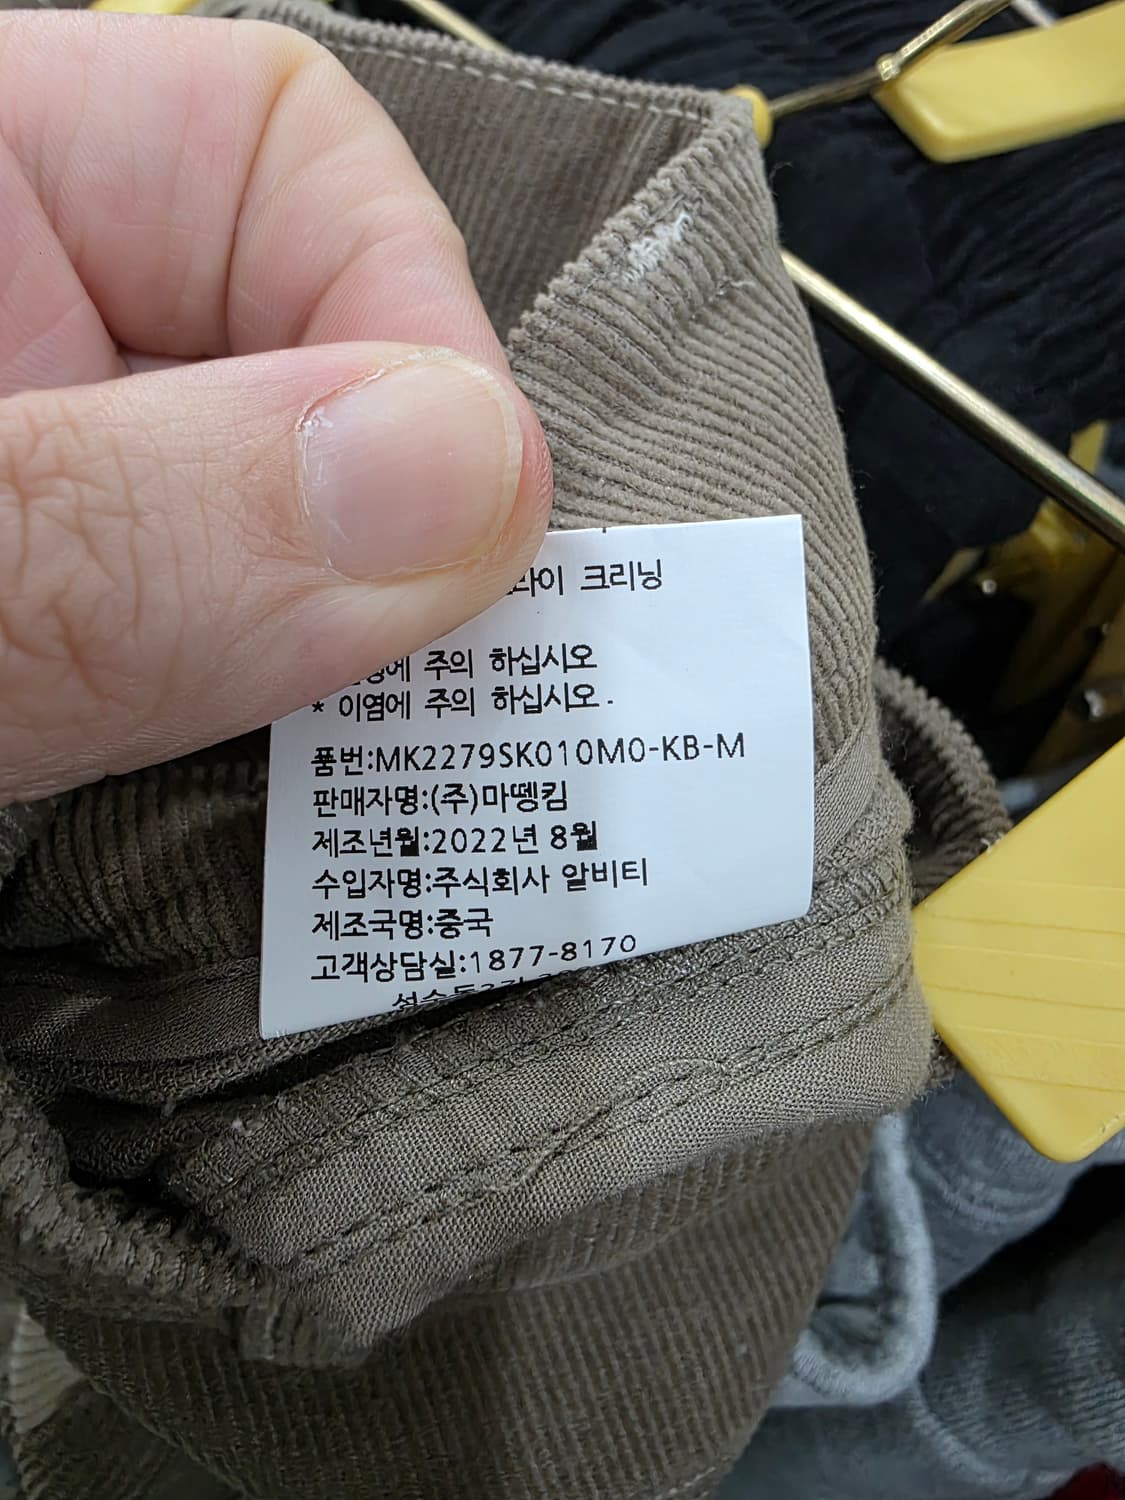 크리닝
주의 하십시오
* 이염에 주의 하십시오.
품번:MK2279SK010M0-KB-M
판매자명:(주)마뗑킴
제조년월:2022년 8월
수입자명:주식회사 알비티
제조국명:중국
고객상담실:1877-8170